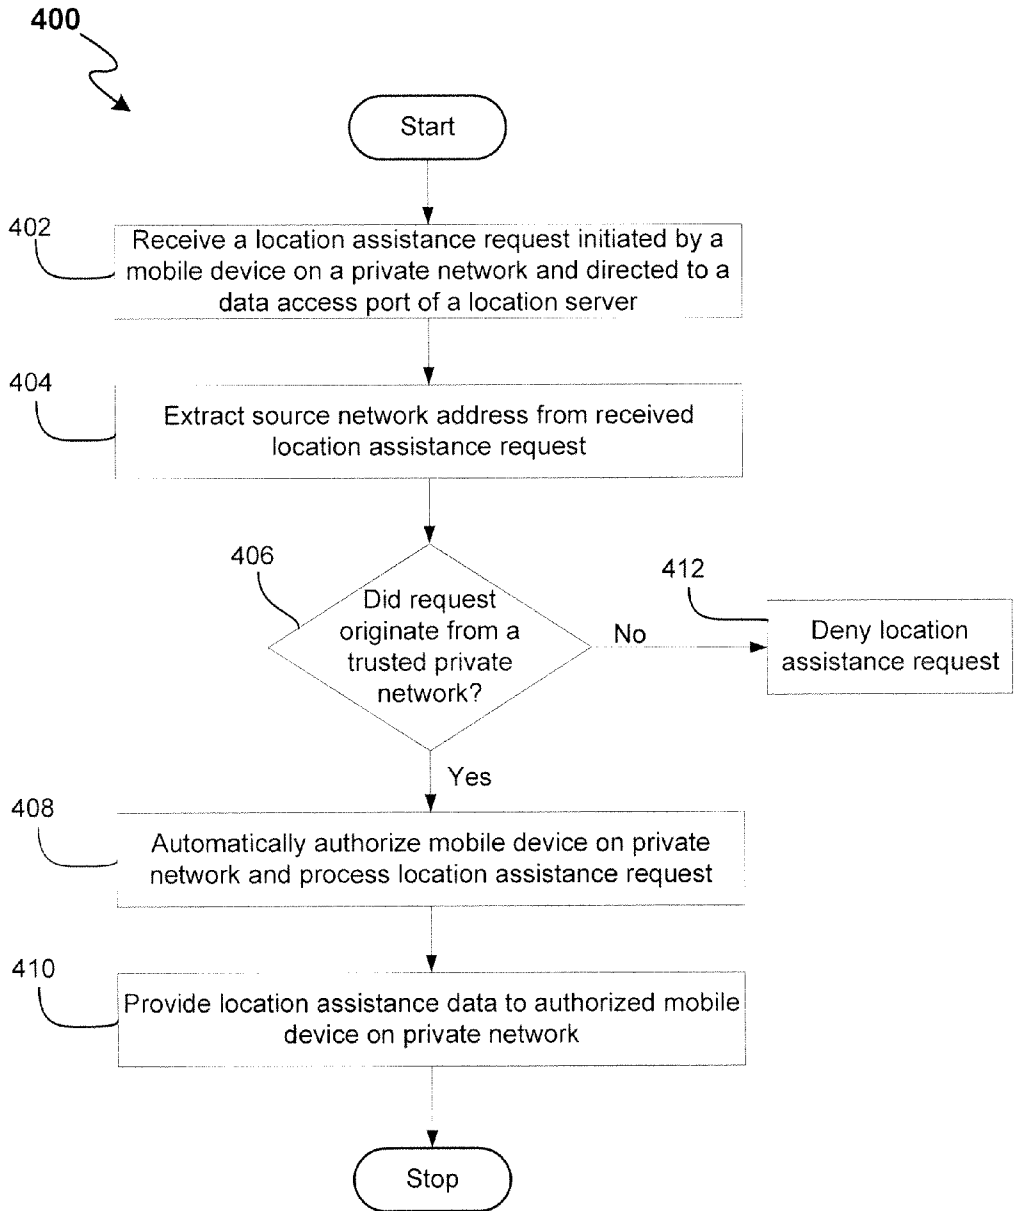 400
Start
402
Receive a location assistance request initiated by a
mobile device on a private network and directed to a
data access port of a location server
404
Extract source network address from received
location assistance request
406
Did request
originate from a
trusted private
network?
No
412
Deny location
assistance request
Yes
408
Automatically authorize mobile device on private
network and process location assistance request
410
Provide location assistance data to authorized mobile
device on private network
Stop